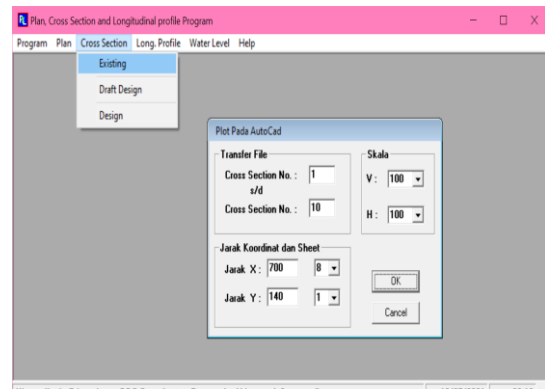 PL Plan, Cross Section and Longitudinal profile Program
Program Plan Cross Section Long. Profile Water Level Help
Existing
Draft Design
Design
Plot Pada AutoCad
Transfer File
Cross Section No. : 1
s/d
Cross Section No. : 10
Skala
V : 100
H : 100
Jarak Koordinat dan Sheet
Jarak X : 700 8
Jarak Y : 140 1
OK
Cancel